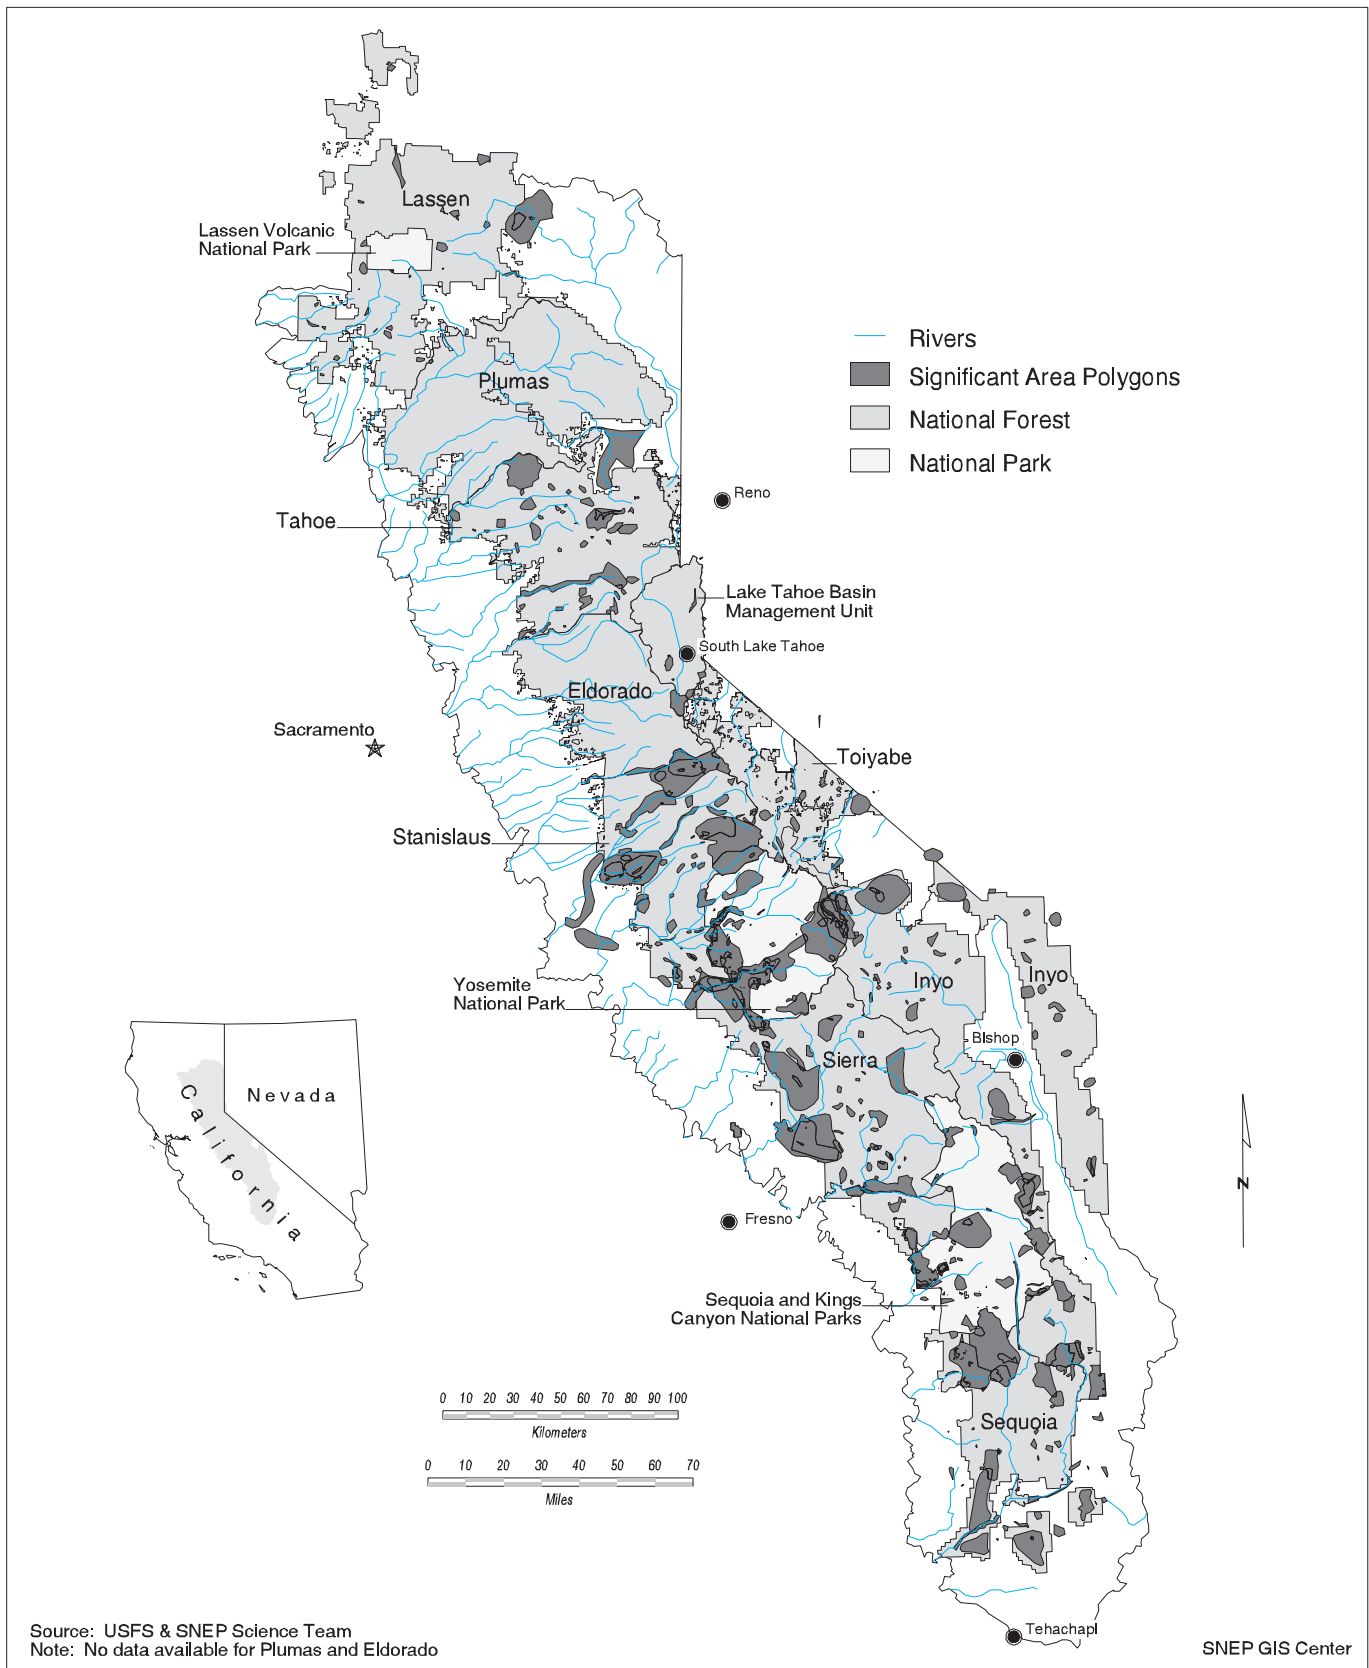 Lassen
Lassen Volcanic
National Park
Rivers
Significant Area Polygons
National Forest
National Park
Plumas
Reno
Tahoe
Lake Tahoe Basin
Management Unit
South Lake Tahoe
Eldorado
Sacramento
Toiyabe
Stanislaus
Inyo
Inyo
Yosemite
National Park
Bishop
Sierra
Nevada
California
N
Fresno
Sequoia and Kings
Canyon National Parks
0 10 20 30 40 50 60 70 80 90 100
Kilometers
Sequoia
0 10 20 30 40 50 60 70
Miles
Tehachapi
Source: USFS & SNEP Science Team
Note: No data available for Plumas and Eldorado
SNEP GIS Center